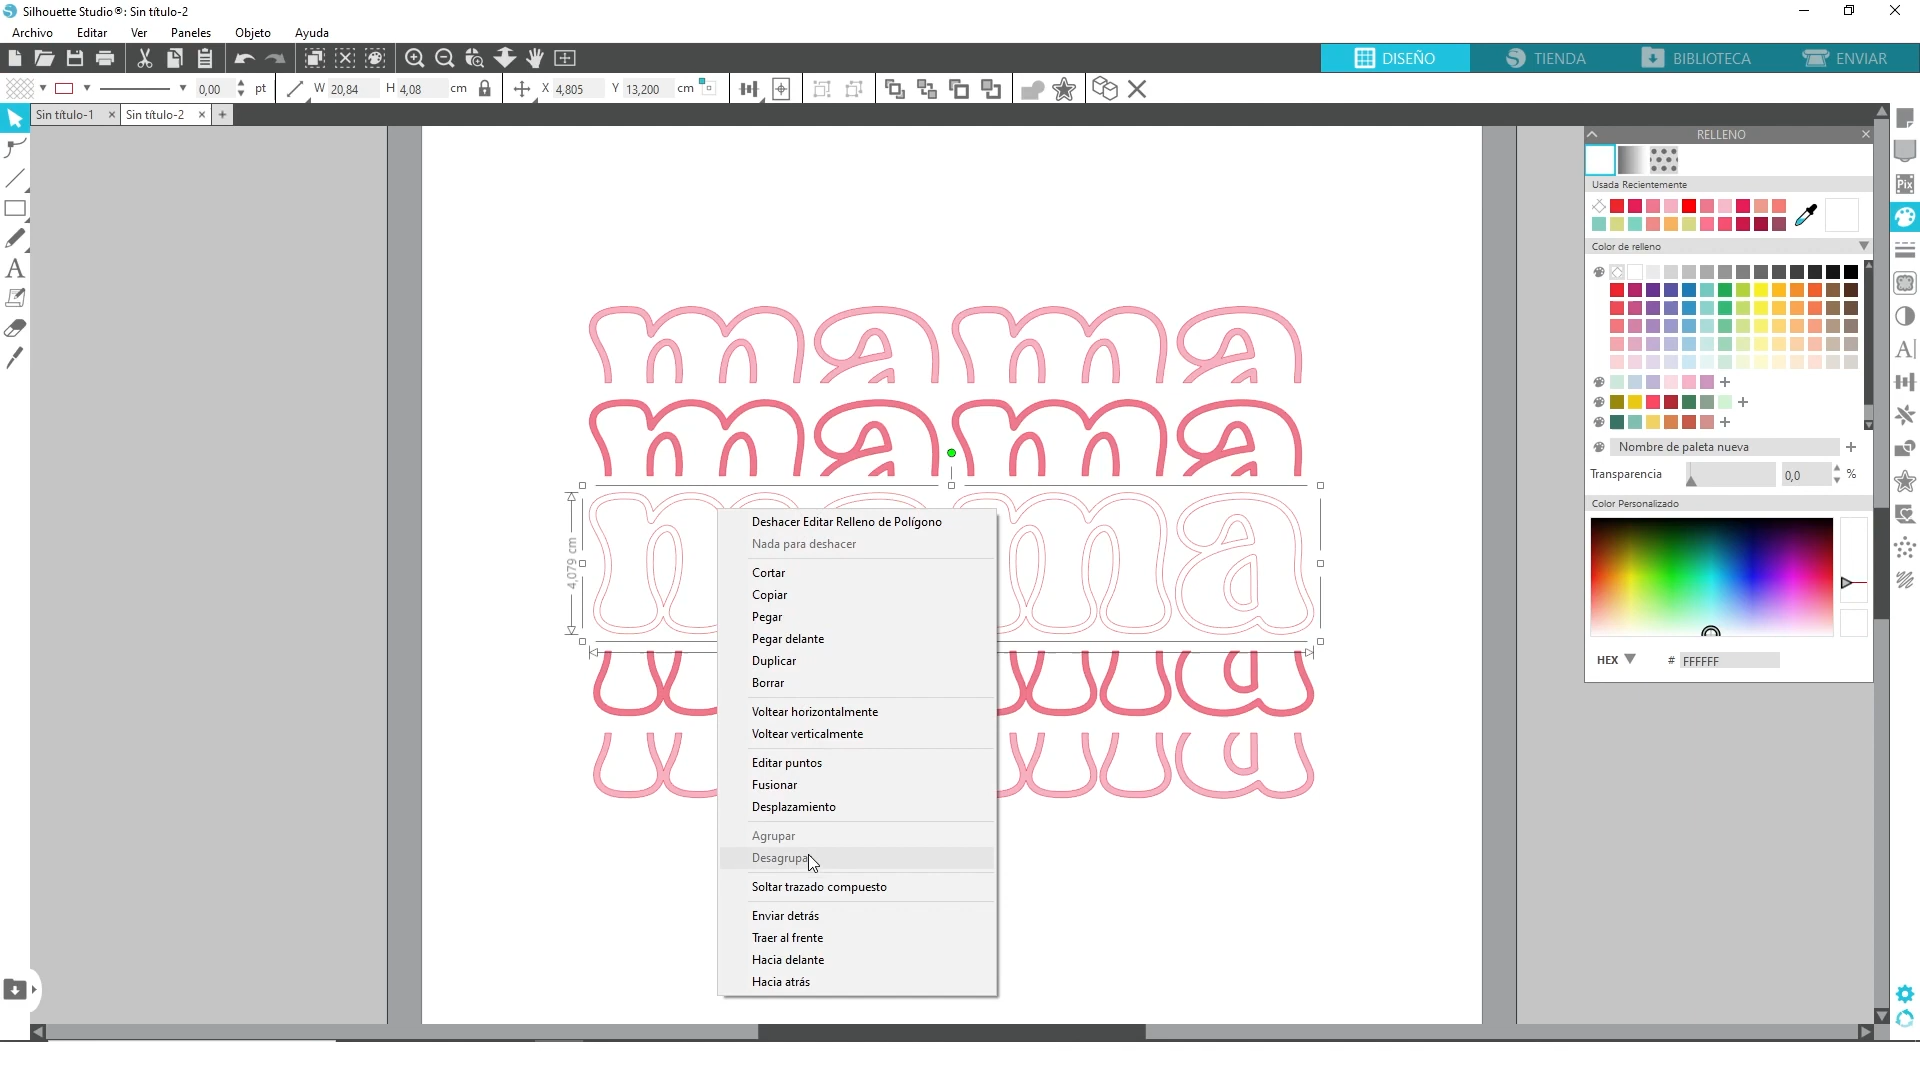 Silhouette Studio®: Sin título-2
Archivo Editar Ver Paneles Objeto Ayuda
DISEÑO TIENDA BIBLIOTECA ENVIAR
0,00 pt W 20,84 H 4,08 cm X 4,805 Y 13,200 cm
Sin título-1 × Sin título-2 × +
RELLENO
Usada Recientemente
Color de relleno
Nombre de paleta nueva
Transparencia 0,0 %
Color Personalizado
HEX # FFFFFF
Pix
mama
mama
4,079 cm
Deshacer Editar Relleno de Polígono
Nada para deshacer
Cortar
Copiar
Pegar
Pegar delante
Duplicar
Borrar
Voltear horizontalmente
Voltear verticalmente
Editar puntos
Fusionar
Desplazamiento
Agrupar
Desagrupa
Soltar trazado compuesto
Enviar detrás
Traer al frente
Hacia delante
Hacia atrás